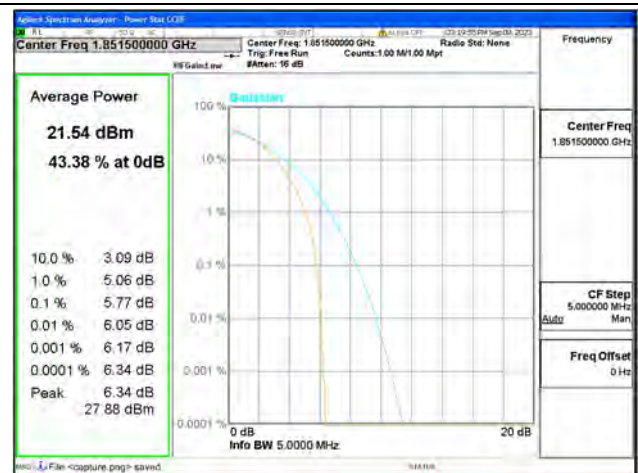 Agilent Spectrum Analyzer - Power Stat CCDF
Center Freq 1.851500000 GHz
Center Freq: 1.851500000 GHz
Radio Std: None
Trig: Free Run
Counts:1.00 M/1.00 Mpt
#IFGain:Low
#Atten: 16 dB
Frequency
Average Power
21.54 dBm
43.38 % at 0dB
10.0 % 3.09 dB
1.0 % 5.06 dB
0.1 % 5.77 dB
0.01 % 6.05 dB
0.001 % 6.17 dB
0.0001 % 6.34 dB
Peak 6.34 dB
27.88 dBm
Gaussian
100 %
10 %
1 %
0.1 %
0.01 %
0.001 %
0.0001 %
0 dB
20 dB
Info BW 5.0000 MHz
Center Freq
1.851500000 GHz
CF Step
5.000000 MHz
Auto Man
Freq Offset
0 Hz
MSG File <capture.png> saved
STATUS